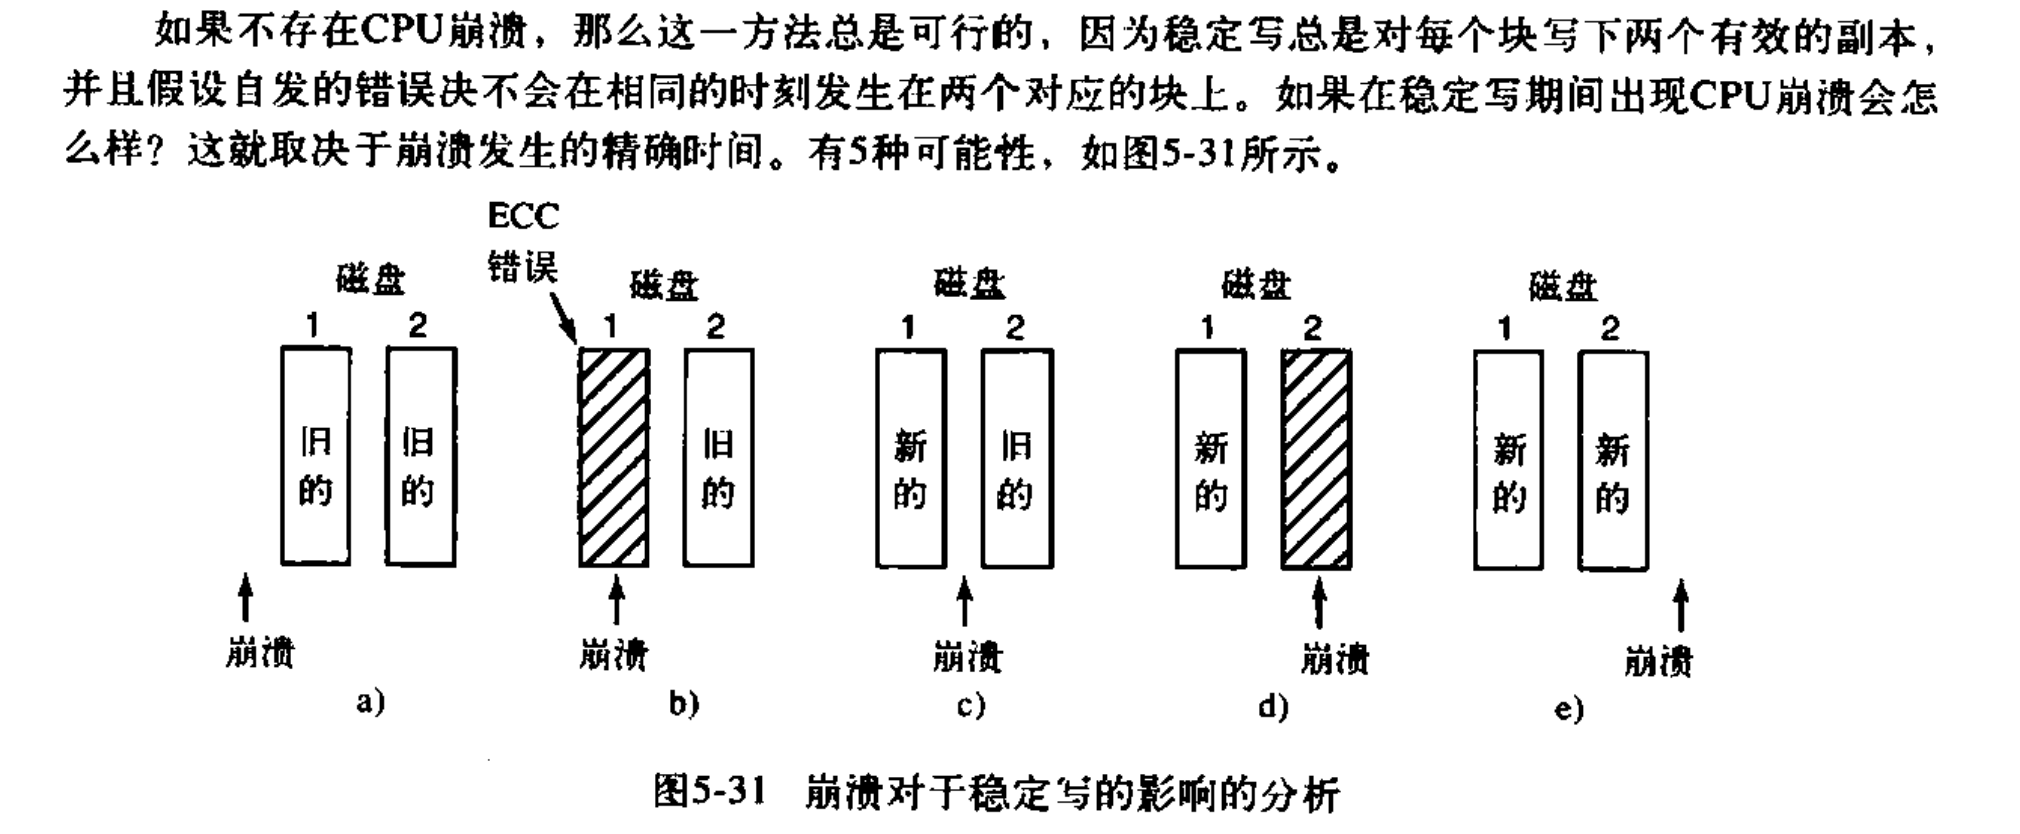 如果不存在CPU崩溃，那么这一方法总是可行的，因为稳定写总是对每个块写下两个有效的副本，
并且假设自发的错误决不会在相同的时刻发生在两个对应的块上。如果在稳定写期间出现CPU崩溃会怎
么样？这就取决于崩溃发生的精确时间。有5种可能性，如图5-31所示。
ECC
错误
磁盘 磁盘 磁盘 磁盘 磁盘
1 2 1 2 1 2 1 2 1 2
旧的 旧的 旧的 新的 旧的 新的 新的 新的
崩溃 崩溃 崩溃 崩溃 崩溃
a) b) c) d) e)
图5-31 崩溃对于稳定写的影响的分析